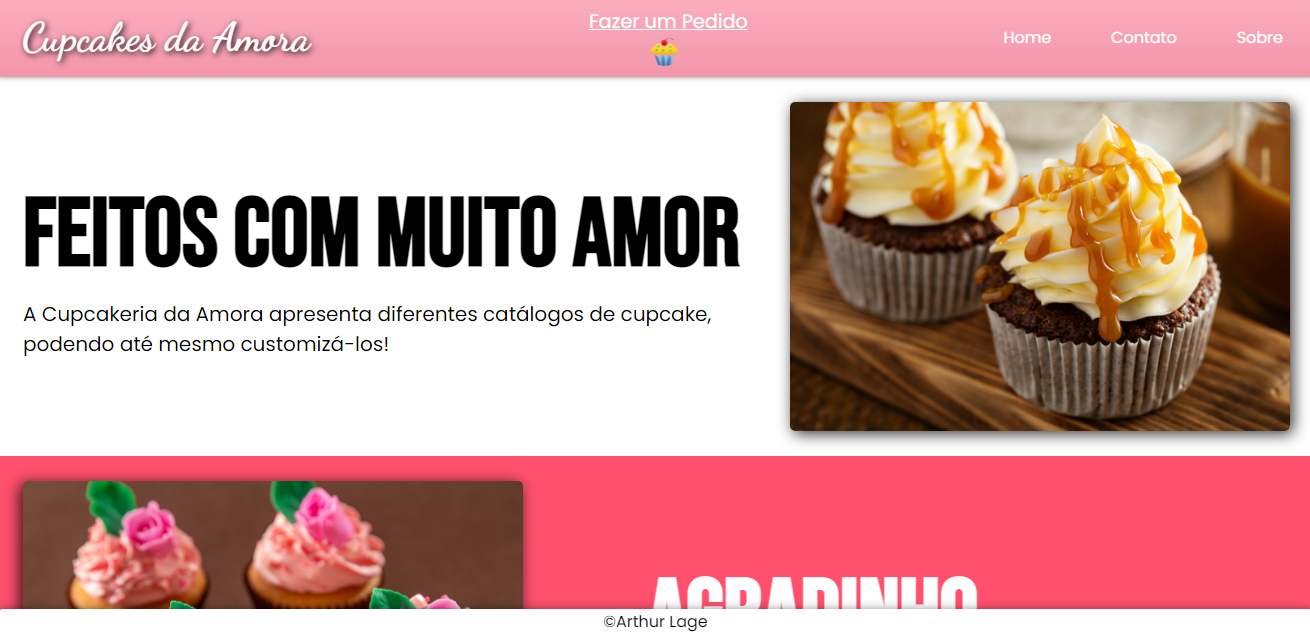 Cupcakes da Amora
Fazer um Pedido
Home
Contato
Sobre
FEITOS COM MUITO AMOR
A Cupcakeria da Amora apresenta diferentes catálogos de cupcake,
podendo até mesmo customizá-los!
AGRADINHO
©Arthur Lage